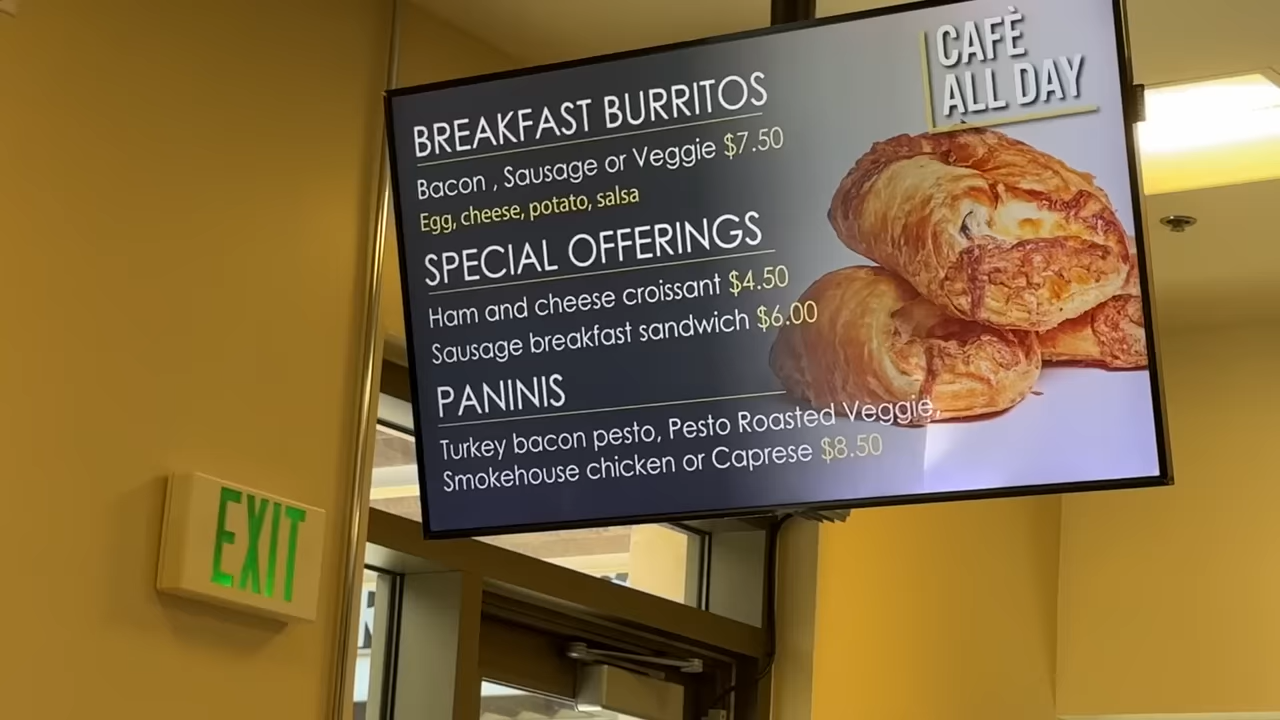 CAFÈ
ALL DAY
BREAKFAST BURRITOS
Bacon , Sausage or Veggie $7.50
Egg, cheese, potato, salsa
SPECIAL OFFERINGS
Ham and cheese croissant $4.50
Sausage breakfast sandwich $6.00
PANINIS
Turkey bacon pesto, Pesto Roasted Veggie,
Smokehouse chicken or Caprese $8.50
EXIT